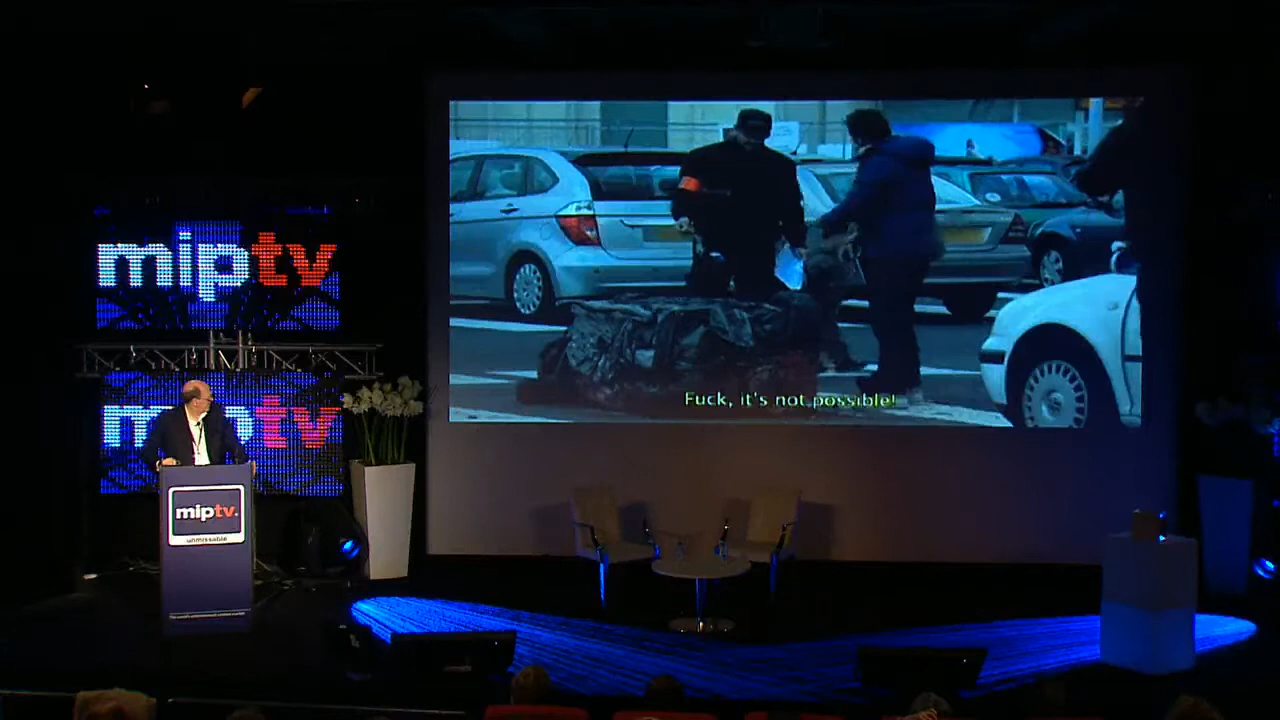 miptv
Fuck, it's not possible!
miptv
miptv.
unmissable